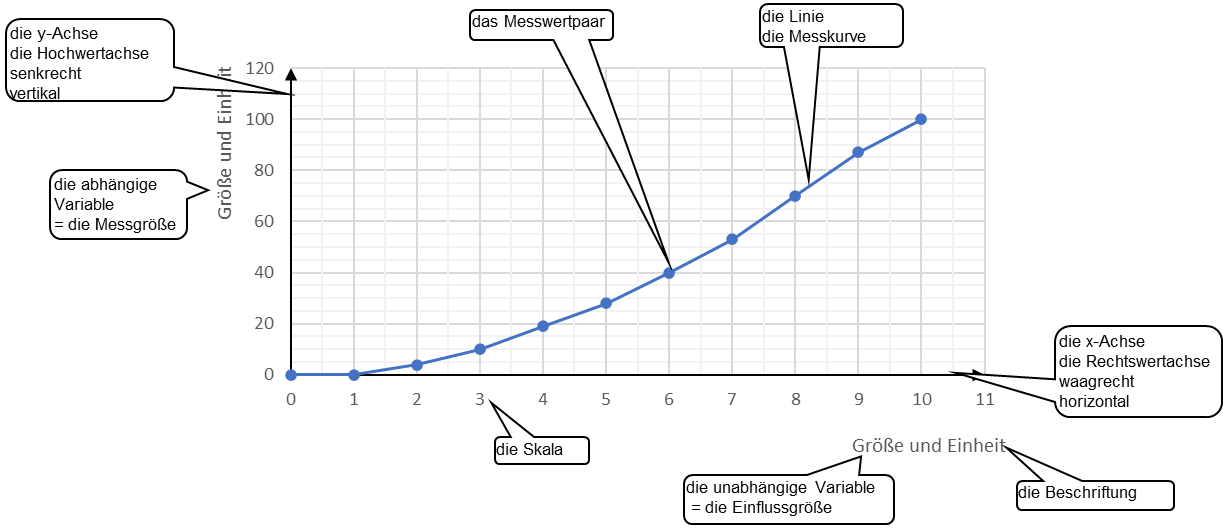 die y-Achse
die Hochwertachse
senkrecht
vertikal
das Messwertpaar
die Linie
die Messkurve
die abhängige
Variable
= die Messgröße
Größe und Einheit
120
100
80
60
40
20
0
0 1 2 3 4 5 6 7 8 9 10 11
die x-Achse
die Rechtswertachse
waagrecht
horizontal
die Skala
Größe und Einheit
die unabhängige Variable
= die Einflussgröße
die Beschriftung